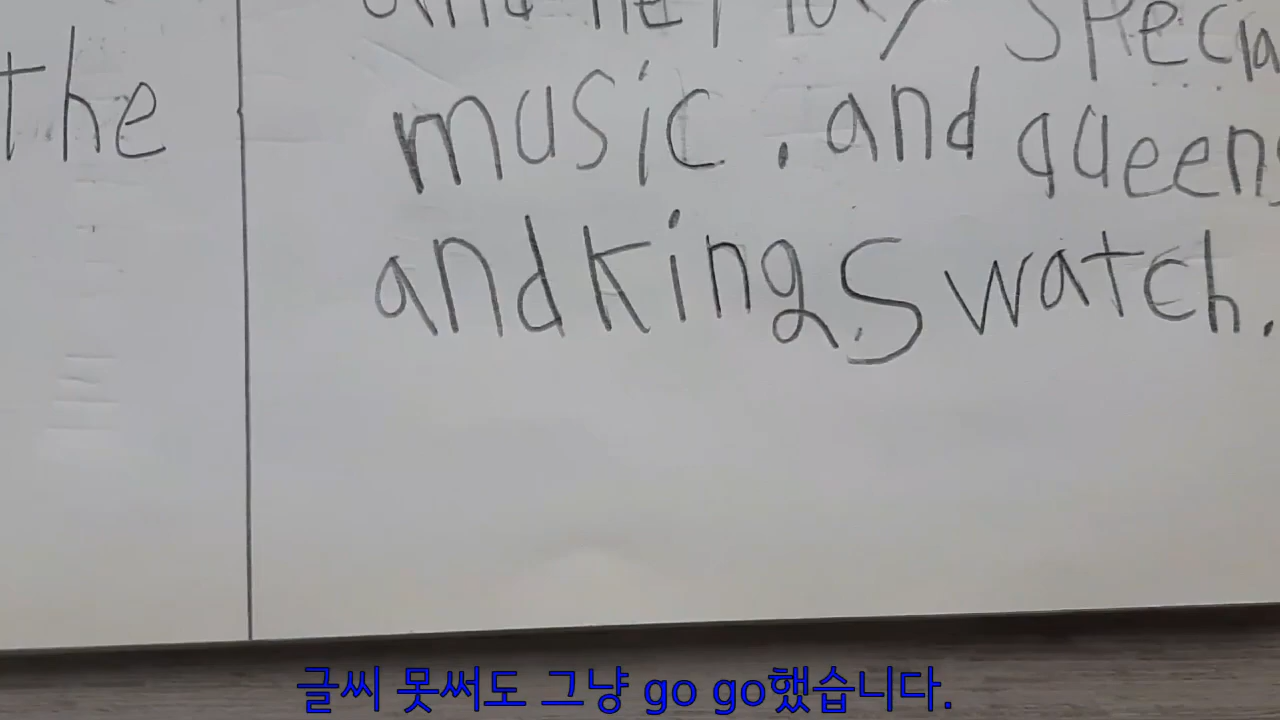 the
music. and queens
and kings watch.
글씨 못써도 그냥 go go했습니다.